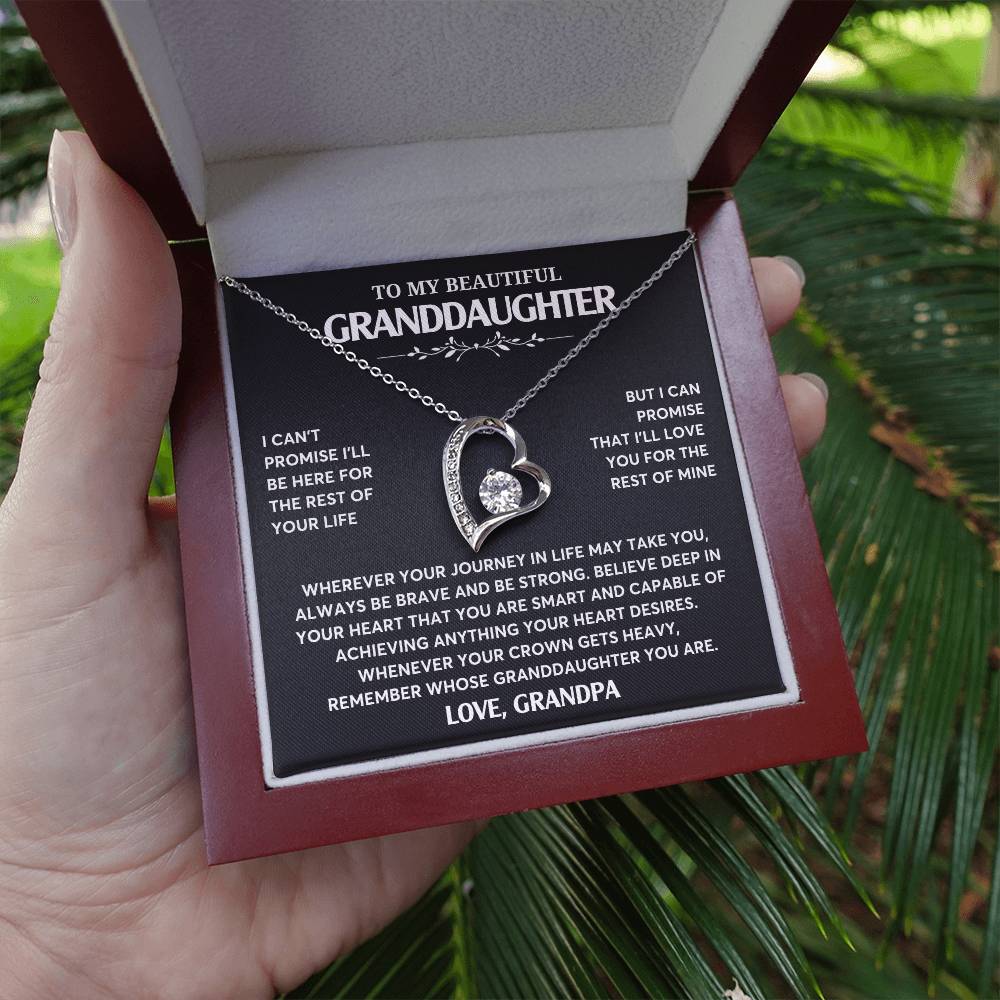 TO MY BEAUTIFUL
GRANDDAUGHTER
I CAN'T
PROMISE I'LL
BE HERE FOR
THE REST OF
YOUR LIFE
BUT I CAN
PROMISE
THAT I'LL LOVE
YOU FOR THE
REST OF MINE
WHEREVER YOUR JOURNEY IN LIFE MAY TAKE YOU,
ALWAYS BE BRAVE AND BE STRONG. BELIEVE DEEP IN
YOUR HEART THAT YOU ARE SMART AND CAPABLE OF
ACHIEVING ANYTHING YOUR HEART DESIRES.
WHENEVER YOUR CROWN GETS HEAVY,
REMEMBER WHOSE GRANDDAUGHTER YOU ARE.
LOVE, GRANDPA